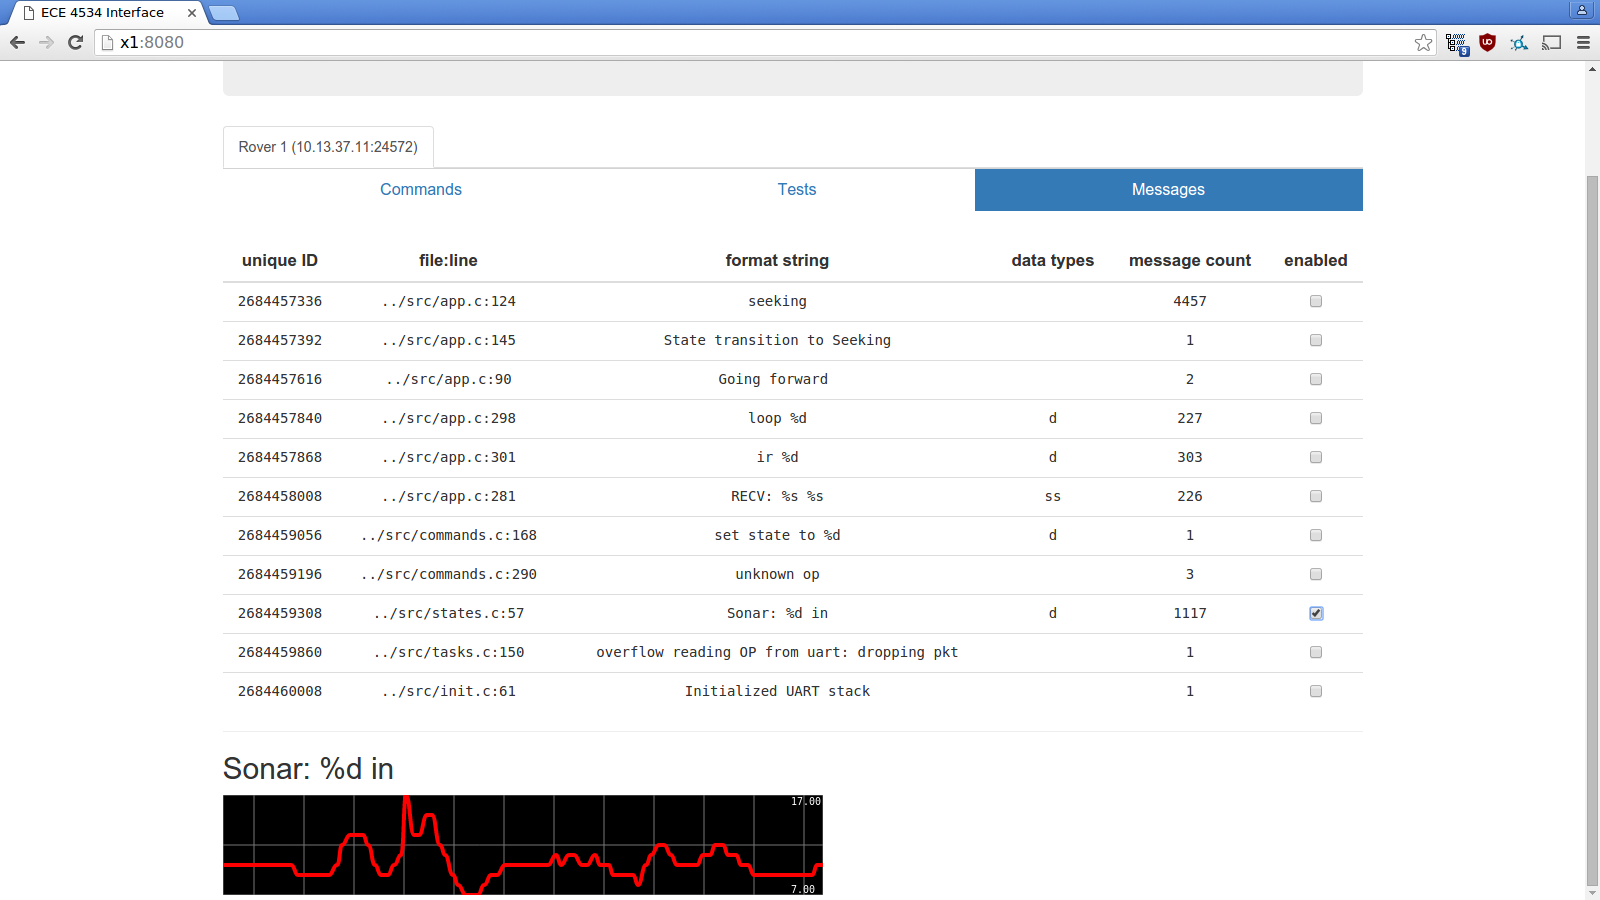 ECE 4534 Interface
x1:8080
9
Rover 1 (10.13.37.11:24572)
Commands Tests Messages
unique ID file:line format string data types message count enabled
2684457336 ../src/app.c:124 seeking 4457
2684457392 ../src/app.c:145 State transition to Seeking 1
2684457616 ../src/app.c:90 Going forward 2
2684457840 ../src/app.c:298 loop %d d 227
2684457868 ../src/app.c:301 ir %d d 303
2684458008 ../src/app.c:281 RECV: %s %s ss 226
2684459056 ../src/commands.c:168 set state to %d d 1
2684459196 ../src/commands.c:290 unknown op 3
2684459308 ../src/states.c:57 Sonar: %d in d 1117
2684459860 ../src/tasks.c:150 overflow reading OP from uart: dropping pkt 1
2684460008 ../src/init.c:61 Initialized UART stack 1
Sonar: %d in
17.00
7.00